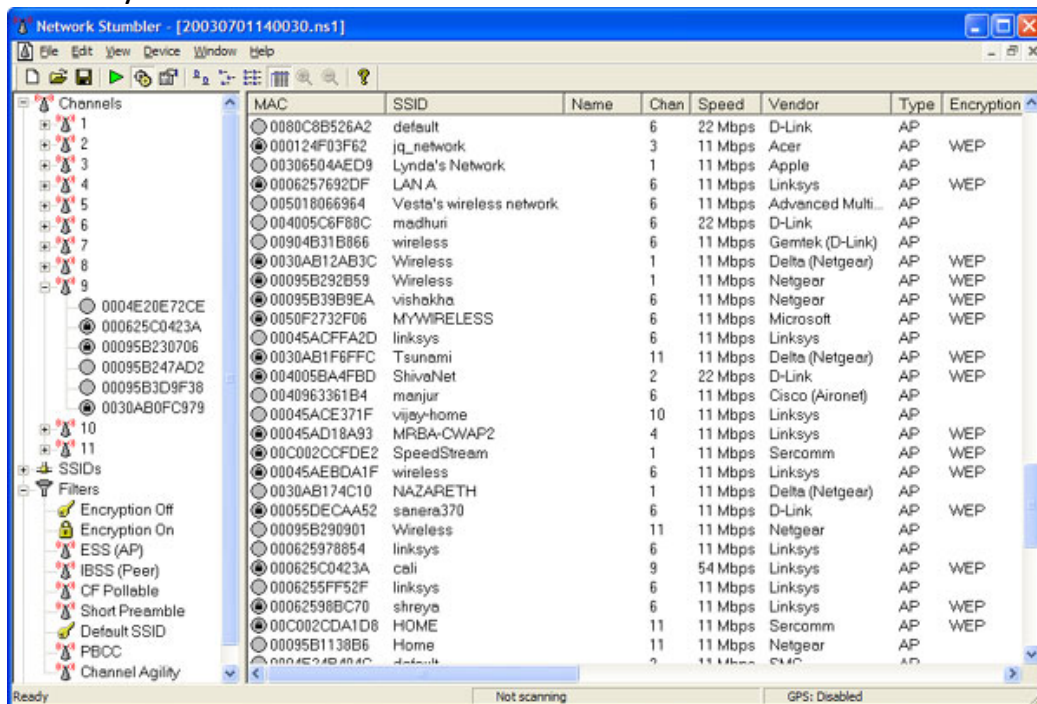 Network Stumbler - [20030701140030.ns1]
File Edit View Device Window Help
Channels
1
2
3
4
5
6
7
8
9
0004E20E72CE
000625C0423A
00095B230706
00095B247AD2
00095B3D9F38
0030AB0FC979
10
11
SSIDs
Filters
Encryption Off
Encryption On
ESS (AP)
IBSS (Peer)
CF Pollable
Short Preamble
Default SSID
PBCC
Channel Agility
MAC SSID Name Chan Speed Vendor Type Encryption
0080C8B526A2 default 6 22 Mbps D-Link AP
000124F03F62 jq_network 3 11 Mbps Acer AP WEP
00306504AED9 Lynda's Network 1 11 Mbps Apple AP
0006257692DF LAN A 6 11 Mbps Linksys AP WEP
005018066964 Vesta's wireless network 6 11 Mbps Advanced Multi... AP
004005C6F88C madhuri 6 22 Mbps D-Link AP
00904B31B866 wireless 6 11 Mbps Gemtek (D-Link) AP
0030AB12AB3C Wireless 1 11 Mbps Delta (Netgear) AP WEP
00095B292B59 Wireless 1 11 Mbps Netgear AP WEP
00095B39B9EA vishakha 6 11 Mbps Netgear AP WEP
0050F2732F06 MYWIRELESS 6 11 Mbps Microsoft AP WEP
00045ACFFA2D linksys 6 11 Mbps Linksys AP
0030AB1F6FFC Tsunami 11 11 Mbps Delta (Netgear) AP WEP
004005BA4FBD ShivaNet 2 22 Mbps D-Link AP WEP
0040963361B4 manjur 6 11 Mbps Cisco (Aironet) AP
00045ACE371F vijay-home 10 11 Mbps Linksys AP
00045AD18A93 MRBA-CWAP2 4 11 Mbps Linksys AP WEP
00C002CCFDE2 SpeedStream 1 11 Mbps Sercomm AP WEP
00045AEBDA1F wireless 6 11 Mbps Linksys AP WEP
0030AB174C10 NAZARETH 1 11 Mbps Delta (Netgear) AP
00055DECAA52 sanera370 6 11 Mbps D-Link AP WEP
00095B290901 Wireless 11 11 Mbps Netgear AP
000625978854 linksys 6 11 Mbps Linksys AP
000625C0423A cali 9 54 Mbps Linksys AP WEP
0006255FF52F linksys 6 11 Mbps Linksys AP
00062598BC70 shreya 6 11 Mbps Linksys AP WEP
00C002CDA1D8 HOME 11 11 Mbps Sercomm AP WEP
00095B1138B6 Home 11 11 Mbps Netgear AP
default 11 Mbps SMC AP
Ready Not scanning GPS: Disabled